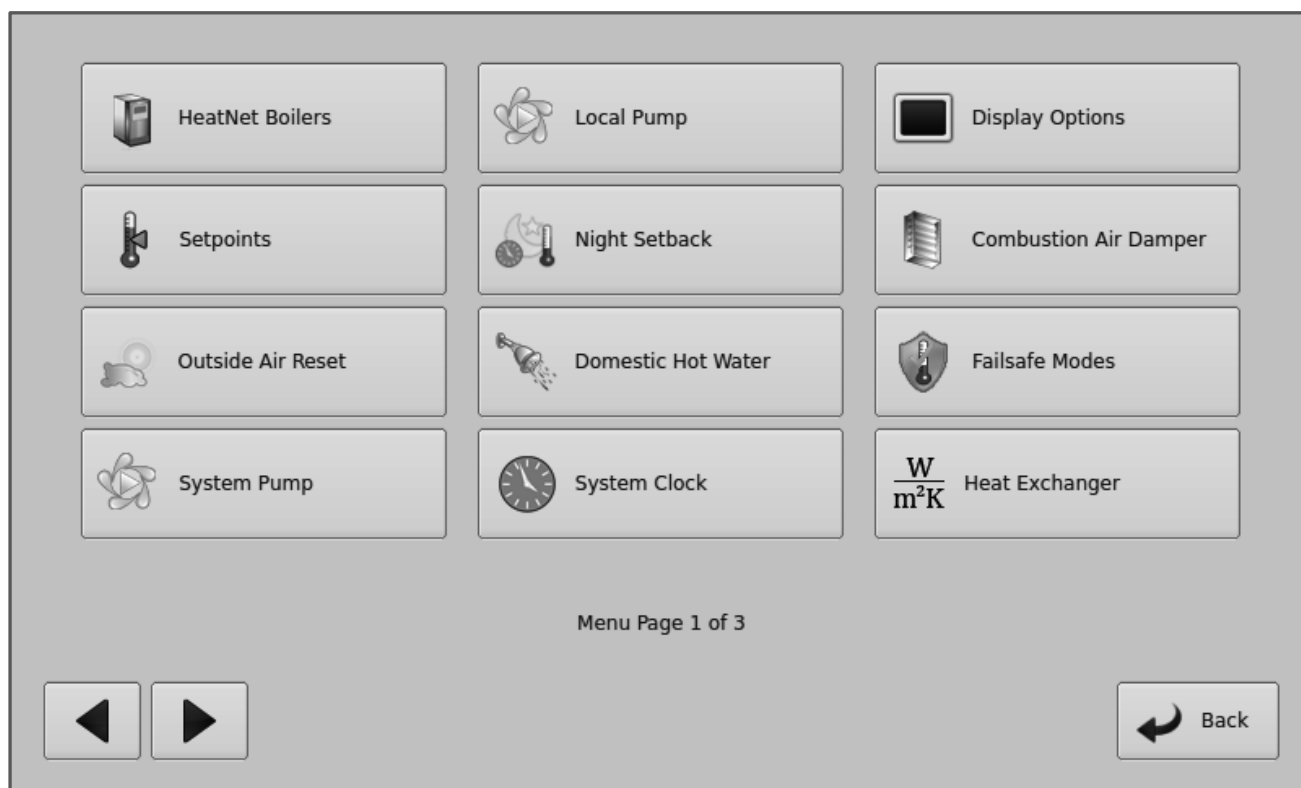 HeatNet Boilers
Local Pump
Display Options
Setpoints
Night Setback
Combustion Air Damper
Outside Air Reset
Domestic Hot Water
Failsafe Modes
System Pump
System Clock
W
m²K
Heat Exchanger
Menu Page 1 of 3
Back